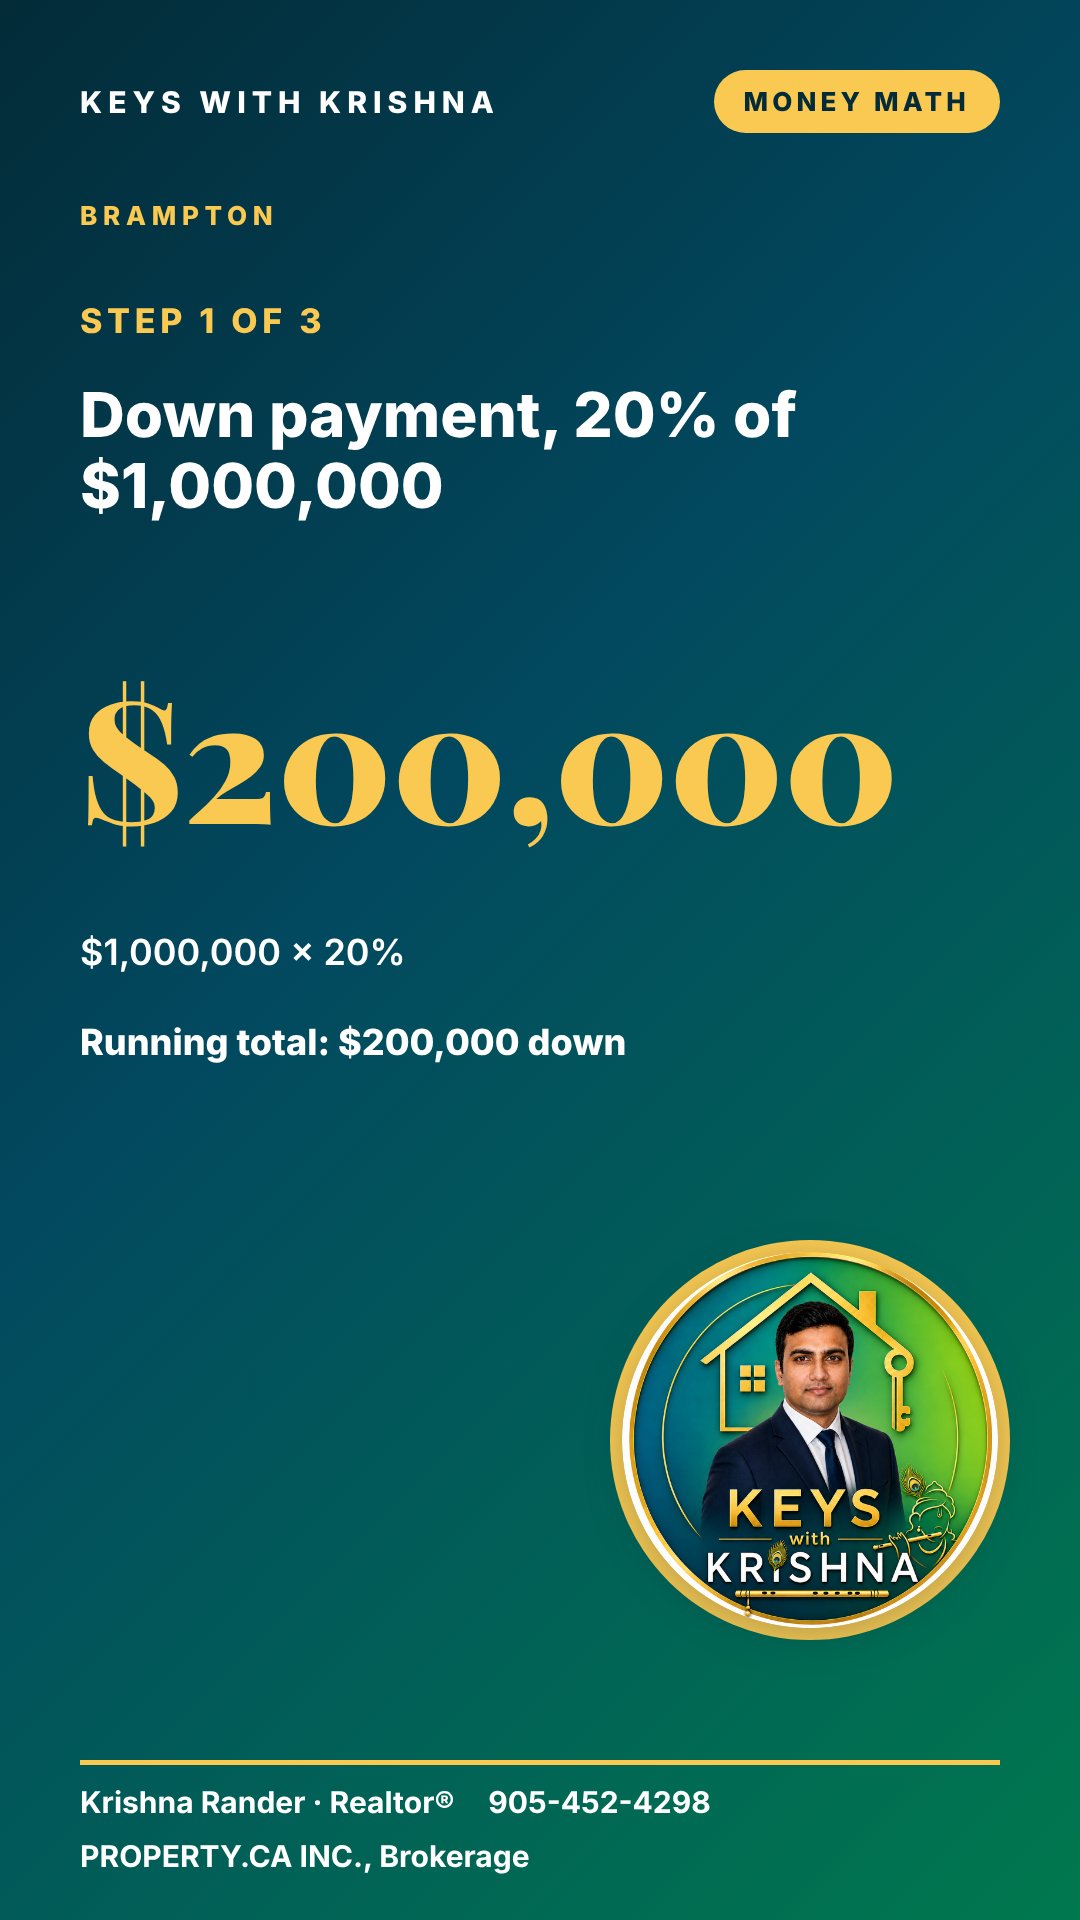 KEYS WITH KRISHNA
MONEY MATH
BRAMPTON
STEP 1 OF 3
Down payment, 20% of
$1,000,000
$200,000
$1,000,000 × 20%
Running total: $200,000 down
KEYS
with
KRISHNA
Krishna Rander · Realtor® 905-452-4298
PROPERTY.CA INC., Brokerage